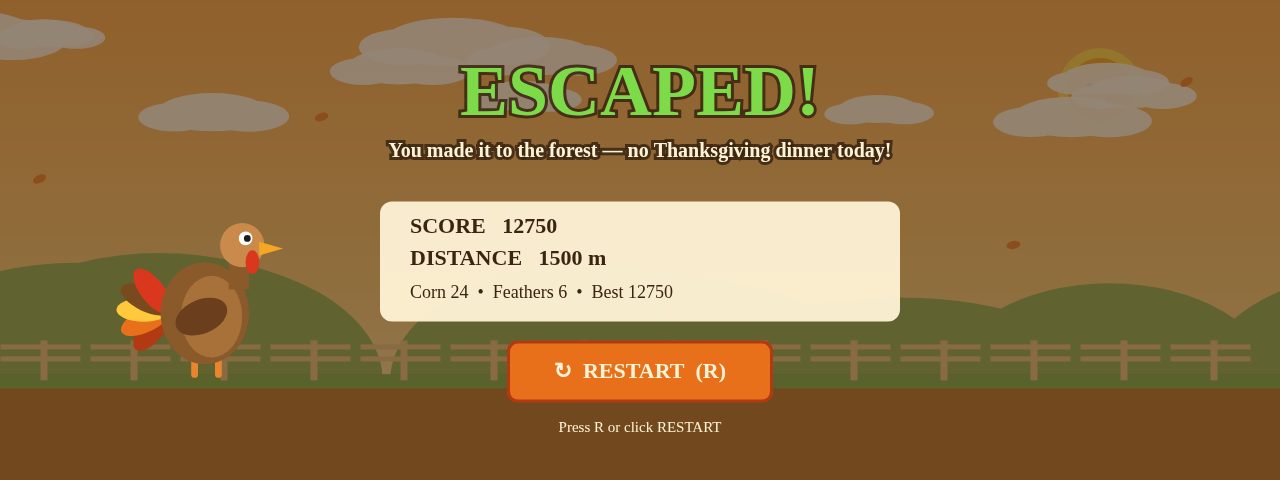 ESCAPED!
You made it to the forest — no Thanksgiving dinner today!
SCORE 12750
DISTANCE 1500 m
Corn 24 • Feathers 6 • Best 12750
↻ RESTART (R)
Press R or click RESTART